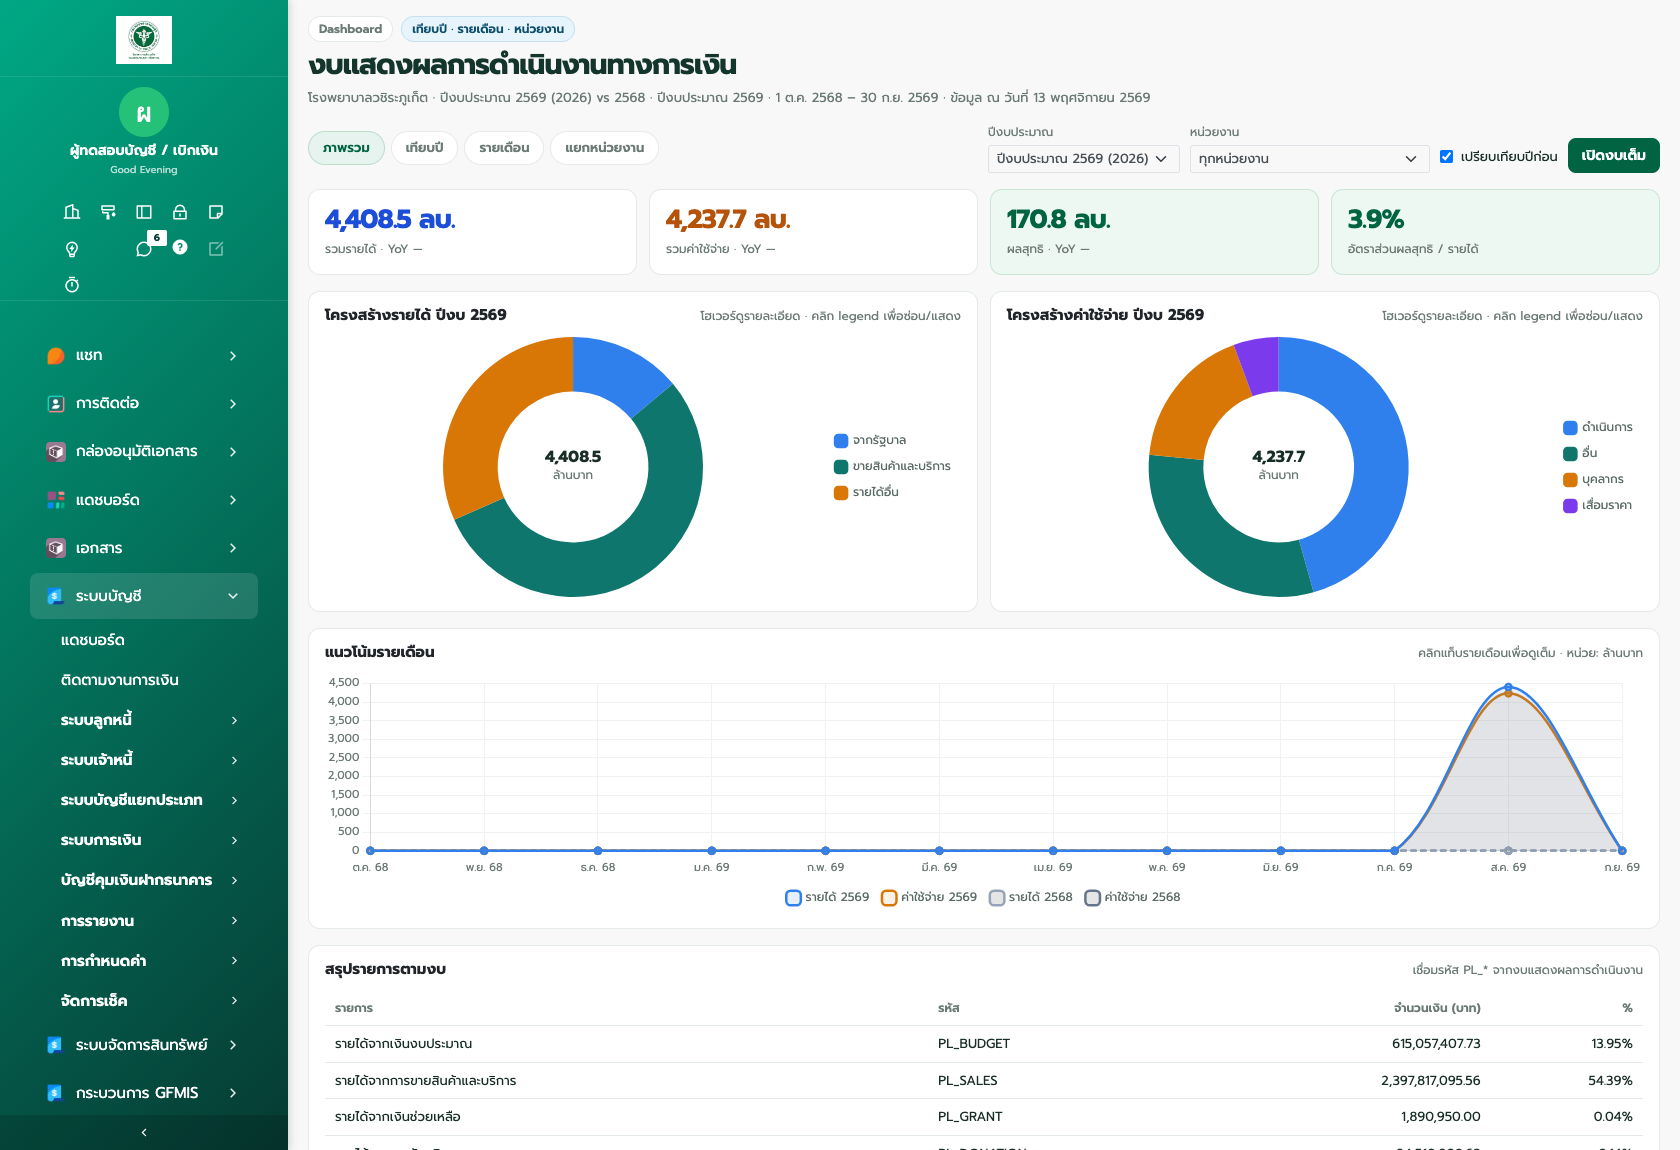 ผ
ผู้ทดสอบบัญชี / เบิกเงิน
Good Evening
6
?
แชท
การติดต่อ
กล่องอนุมัติเอกสาร
แดชบอร์ด
เอกสาร
ระบบบัญชี
แดชบอร์ด
ติดตามงานการเงิน
ระบบลูกหนี้
ระบบเจ้าหนี้
ระบบบัญชีแยกประเภท
ระบบการเงิน
บัญชีคุมเงินฝากธนาคาร
การรายงาน
การกำหนดค่า
จัดการเช็ค
ระบบจัดการสินทรัพย์
กระบวนการ GFMIS
Dashboard
เทียบปี · รายเดือน · หน่วยงาน
งบแสดงผลการดำเนินงานทางการเงิน
โรงพยาบาลวชิระภูเก็ต · ปีงบประมาณ 2569 (2026) vs 2568 · ปีงบประมาณ 2569 · 1 ต.ค. 2568 – 30 ก.ย. 2569 · ข้อมูล ณ วันที่ 13 พฤศจิกายน 2569
ภาพรวม
เทียบปี
รายเดือน
แยกหน่วยงาน
ปีงบประมาณ
ปีงบประมาณ 2569 (2026)
หน่วยงาน
ทุกหน่วยงาน
เปรียบเทียบปีก่อน
เปิดงบเต็ม
4,408.5 ลบ.
รวมรายได้ · YoY —
4,237.7 ลบ.
รวมค่าใช้จ่าย · YoY —
170.8 ลบ.
ผลสุทธิ · YoY —
3.9%
อัตราส่วนผลสุทธิ / รายได้
โครงสร้างรายได้ ปีงบ 2569
โฮเวอร์ดูรายละเอียด · คลิก legend เพื่อซ่อน/แสดง
4,408.5
ล้านบาท
จากรัฐบาล
ขายสินค้าและบริการ
รายได้อื่น
โครงสร้างค่าใช้จ่าย ปีงบ 2569
โฮเวอร์ดูรายละเอียด · คลิก legend เพื่อซ่อน/แสดง
4,237.7
ล้านบาท
ดำเนินการ
อื่น
บุคลากร
เสื่อมราคา
แนวโน้มรายเดือน
คลิกแท็บรายเดือนเพื่อดูเต็ม · หน่วย: ล้านบาท
4,500
4,000
3,500
3,000
2,500
2,000
1,500
1,000
500
0
ต.ค. 68
พ.ย. 68
ธ.ค. 68
ม.ค. 69
ก.พ. 69
มี.ค. 69
เม.ย. 69
พ.ค. 69
มิ.ย. 69
ก.ค. 69
ส.ค. 69
ก.ย. 69
รายได้ 2569
ค่าใช้จ่าย 2569
รายได้ 2568
ค่าใช้จ่าย 2568
สรุปรายการตามงบ
เชื่อมรหัส PL_* จากงบแสดงผลการดำเนินงาน
รายการ รหัส จำนวนเงิน (บาท) %
รายได้จากเงินงบประมาณ PL_BUDGET 615,057,407.73 13.95%
รายได้จากการขายสินค้าและบริการ PL_SALES 2,397,817,095.56 54.39%
รายได้จากเงินช่วยเหลือ PL_GRANT 1,890,950.00 0.04%